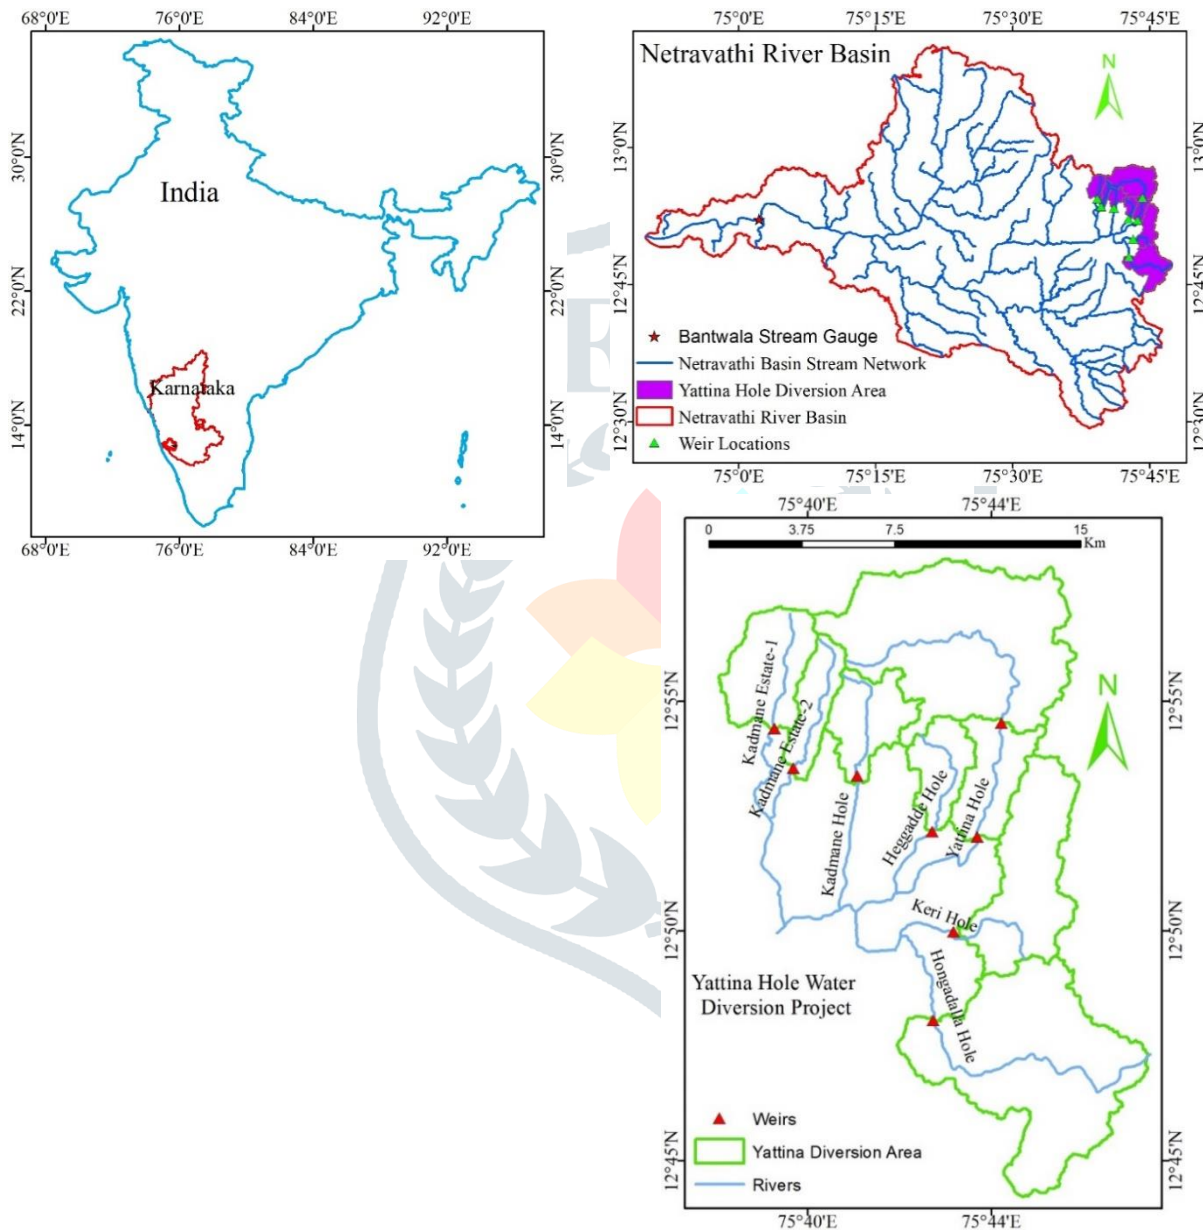 68°0'E 76°0'E 84°0'E 92°0'E
30°0'N
22°0'N
14°0'N
India
Karnataka
30°0'N
22°0'N
14°0'N
68°0'E 76°0'E 84°0'E 92°0'E
75°0'E 75°15'E 75°30'E 75°45'E
Netravathi River Basin
N
13°0'N
12°45'N
12°30'N
13°0'N
12°45'N
12°30'N
Bantwala Stream Gauge
Netravathi Basin Stream Network
Yattina Hole Diversion Area
Netravathi River Basin
Weir Locations
75°0'E 75°15'E 75°30'E 75°45'E
75°40'E 75°44'E
0 3.75 7.5 15
Km
N
12°55'N
12°50'N
12°45'N
Kadmane Estate-1
Kadmane Estate-2
Kadmane Hole
Heggadde Hole
Yattina Hole
Keri Hole
Hongadalla Hole
12°55'N
12°50'N
12°45'N
Yattina Hole Water
Diversion Project
Weirs
Yattina Diversion Area
Rivers
75°40'E 75°44'E